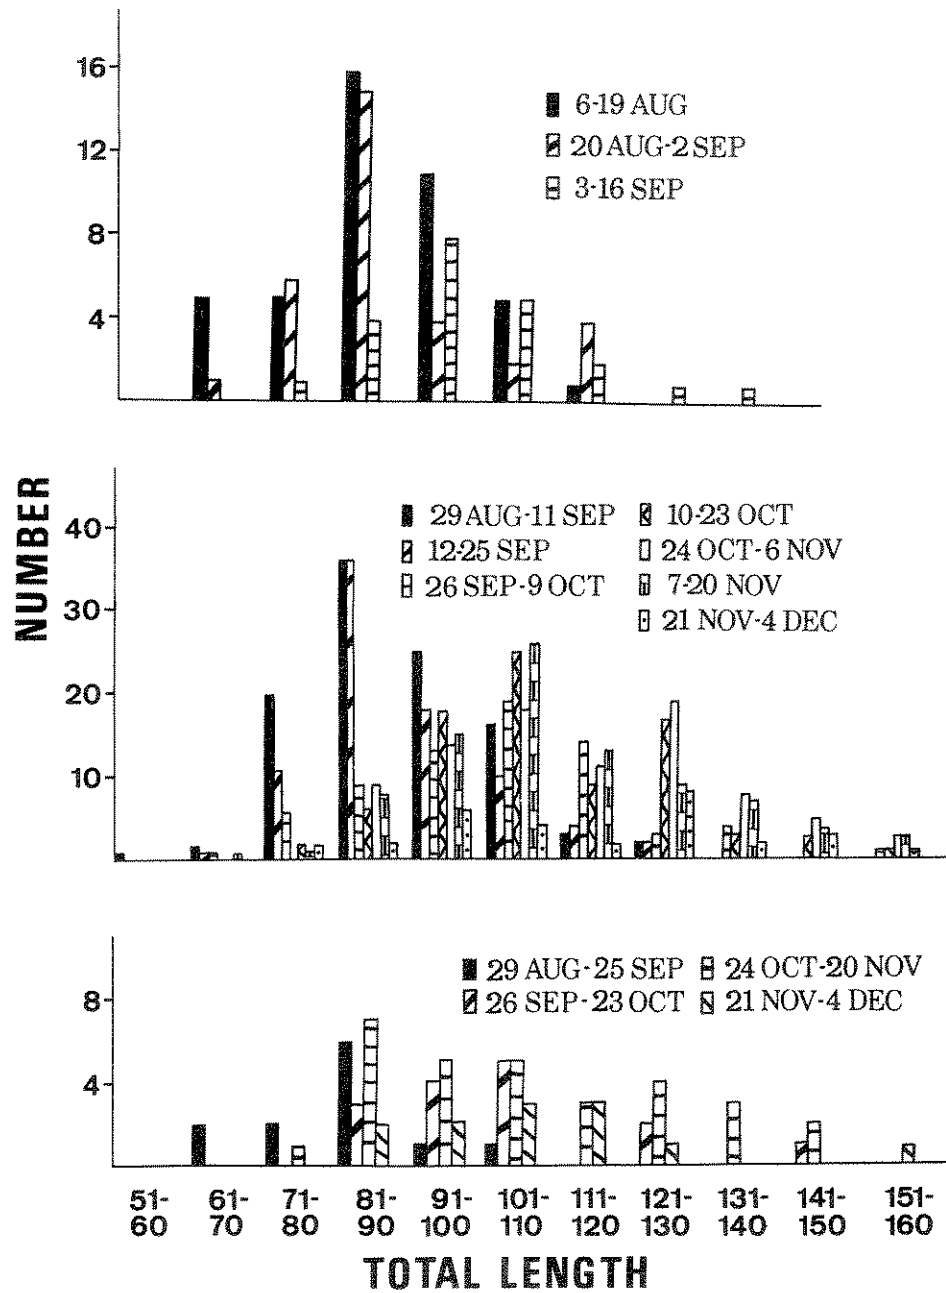 16
12
8
4
6-19 AUG
20 AUG-2 SEP
3-16 SEP
NUMBER
40
30
20
10
29 AUG-11 SEP
12-25 SEP
26 SEP-9 OCT
10-23 OCT
24 OCT-6 NOV
7-20 NOV
21 NOV-4 DEC
8
4
29 AUG-25 SEP
26 SEP-23 OCT
24 OCT-20 NOV
21 NOV-4 DEC
51- 61- 71- 81- 91- 101- 111- 121- 131- 141- 151-
60 70 80 90 100 110 120 130 140 150 160
TOTAL LENGTH